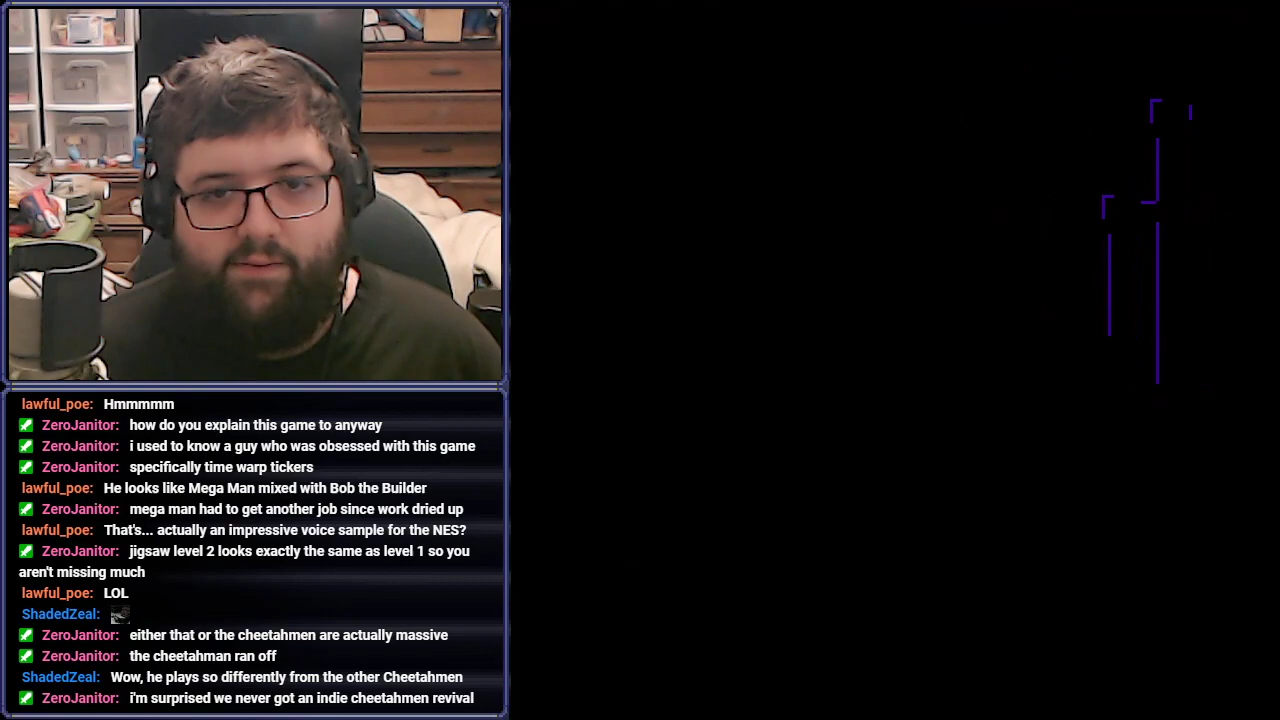 lawful_poe: Hmmmmm
ZeroJanitor: how do you explain this game to anyway
ZeroJanitor: i used to know a guy who was obsessed with this game
ZeroJanitor: specifically time warp tickers
lawful_poe: He looks like Mega Man mixed with Bob the Builder
ZeroJanitor: mega man had to get another job since work dried up
lawful_poe: That's... actually an impressive voice sample for the NES?
ZeroJanitor: jigsaw level 2 looks exactly the same as level 1 so you
aren't missing much
lawful_poe: LOL
ShadedZeal:
ZeroJanitor: either that or the cheetahmen are actually massive
ZeroJanitor: the cheetahman ran off
ShadedZeal: Wow, he plays so differently from the other Cheetahmen
ZeroJanitor: i'm surprised we never got an indie cheetahmen revival